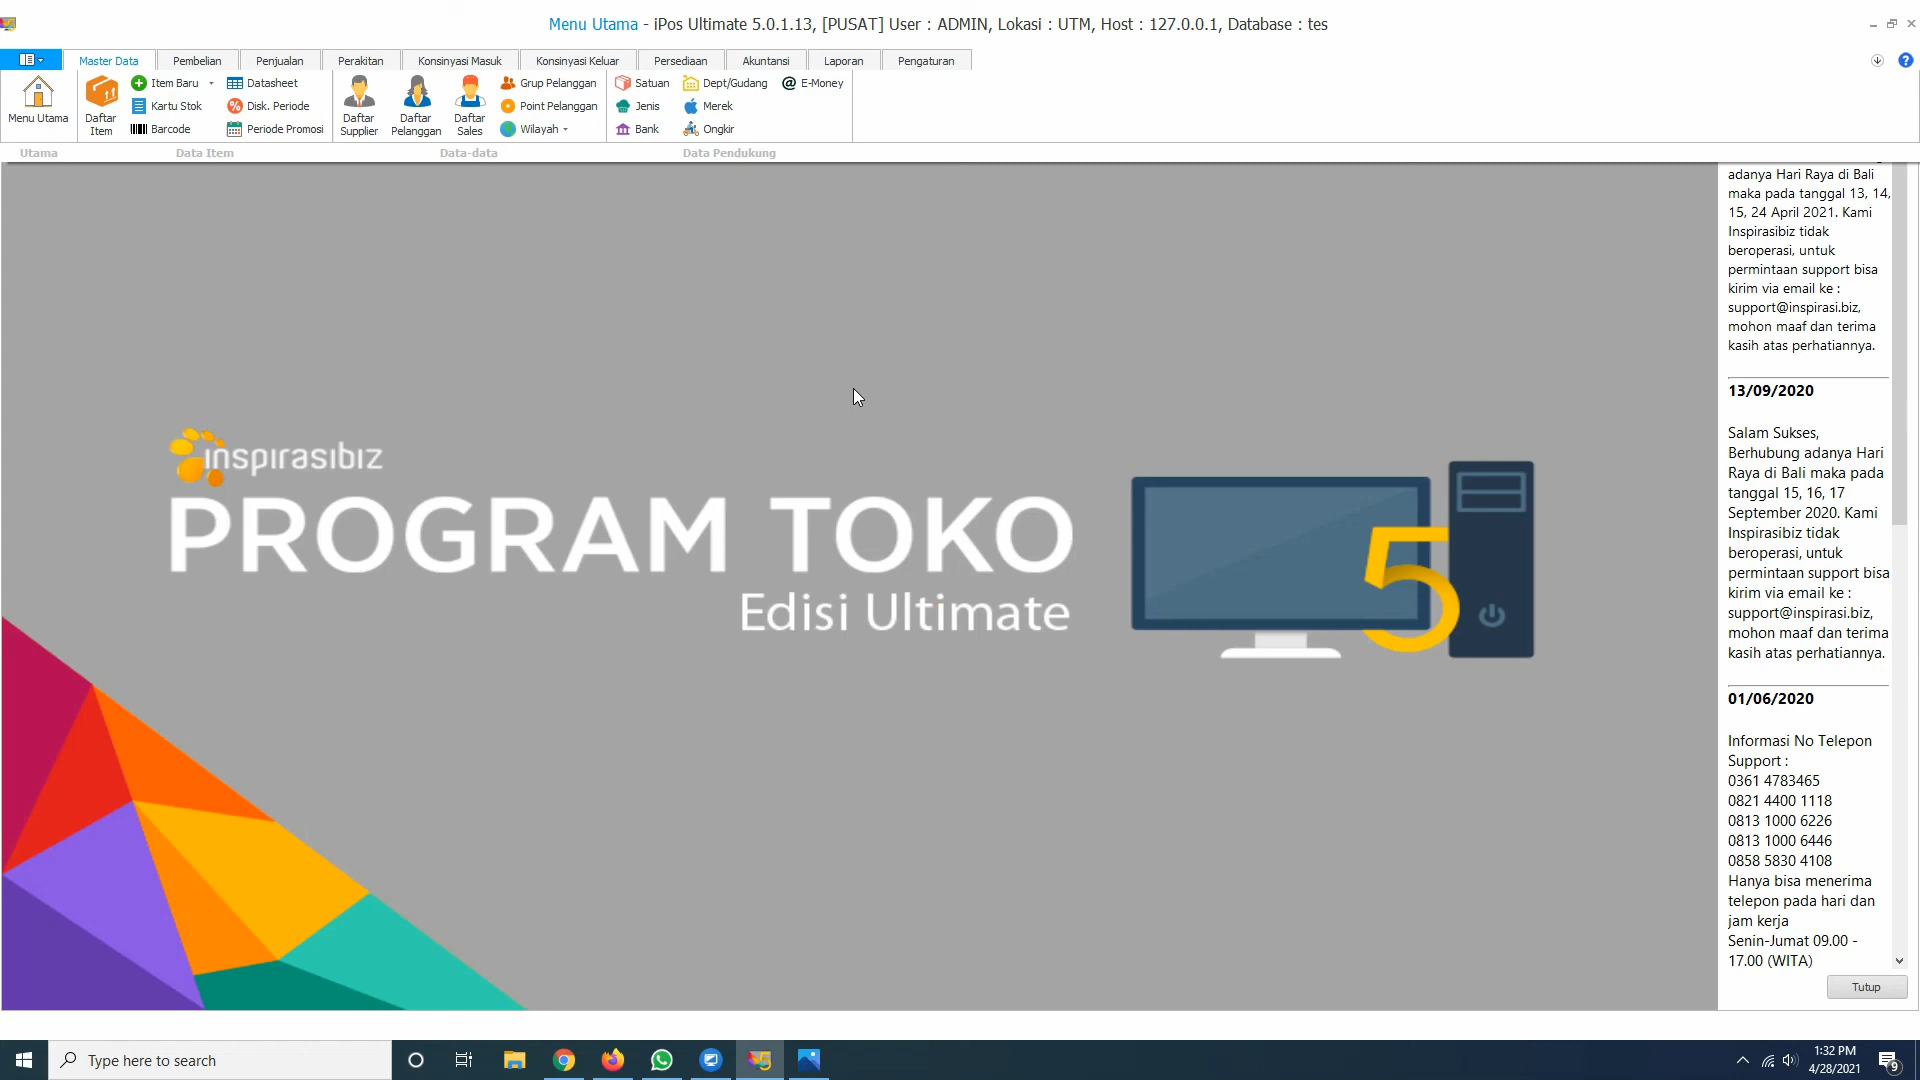 Menu Utama - iPos Ultimate 5.0.1.13, [PUSAT] User : ADMIN, Lokasi : UTM, Host : 127.0.0.1, Database : tes
Master Data
Pembelian
Penjualan
Perakitan
Konsinyasi Masuk
Konsinyasi Keluar
Persediaan
Akuntansi
Laporan
Pengaturan
Menu Utama
Utama
Daftar
Item
Item Baru
Kartu Stok
Barcode
Datasheet
Disk. Periode
Periode Promosi
Data Item
Daftar
Supplier
Daftar
Pelanggan
Daftar
Sales
Grup Pelanggan
Point Pelanggan
Wilayah
Data-data
Satuan
Jenis
Bank
Dept/Gudang
Merek
Ongkir
@ E-Money
Data Pendukung
inspirasibiz
PROGRAM TOKO
Edisi Ultimate
5
adanya Hari Raya di Bali
maka pada tanggal 13, 14,
15, 24 April 2021. Kami
Inspirasibiz tidak
beroperasi, untuk
permintaan support bisa
kirim via email ke :
support@inspirasi.biz,
mohon maaf dan terima
kasih atas perhatiannya.
13/09/2020
Salam Sukses,
Berhubung adanya Hari
Raya di Bali maka pada
tanggal 15, 16, 17
September 2020. Kami
Inspirasibiz tidak
beroperasi, untuk
permintaan support bisa
kirim via email ke :
support@inspirasi.biz,
mohon maaf dan terima
kasih atas perhatiannya.
01/06/2020
Informasi No Telepon
Support :
0361 4783465
0821 4400 1118
0813 1000 6226
0813 1000 6446
0858 5830 4108
Hanya bisa menerima
telepon pada hari dan
jam kerja
Senin-Jumat 09.00 -
17.00 (WITA)
Tutup
Type here to search
1:32 PM
4/28/2021
9